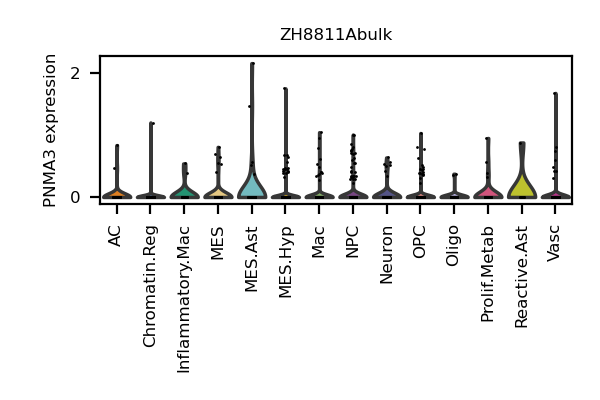 ZH8811Abulk
PNMA3 expression
2
0
AC
Chromatin.Reg
Inflammatory.Mac
MES
MES.Ast
MES.Hyp
Mac
NPC
Neuron
OPC
Oligo
Prolif.Metab
Reactive.Ast
Vasc